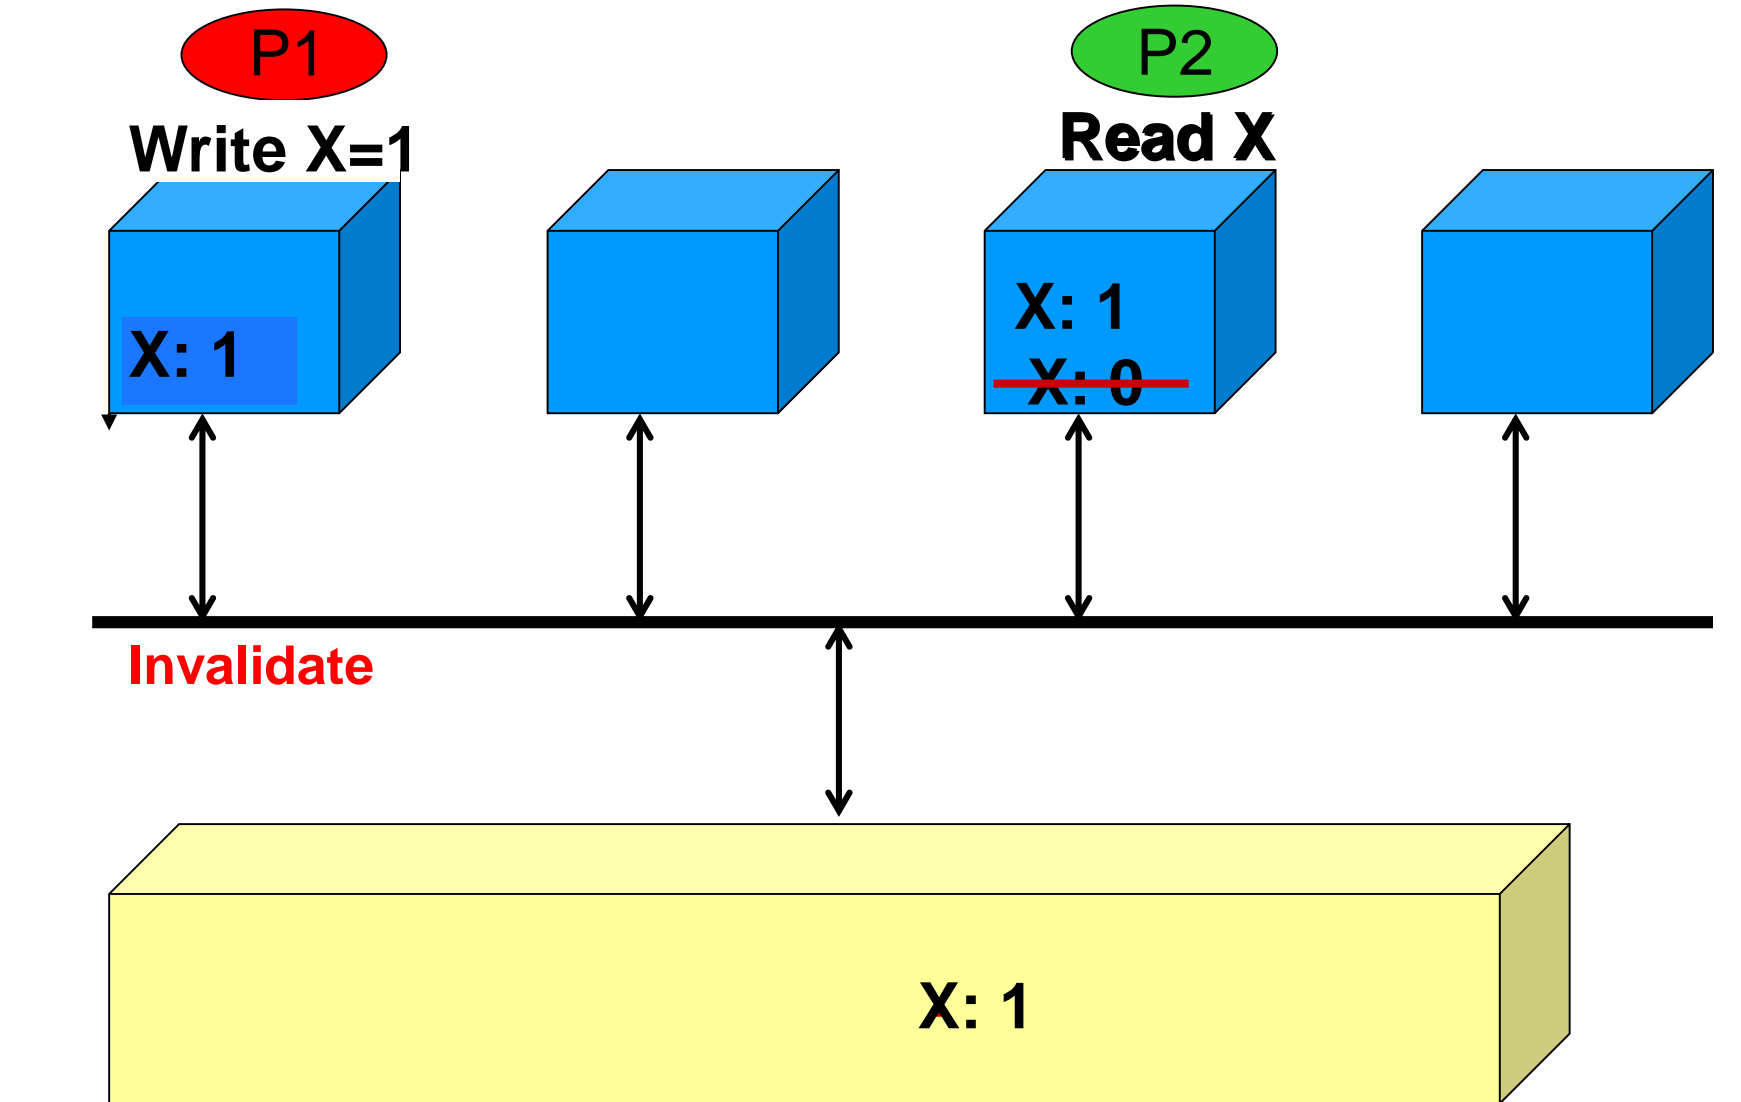 P1
P2
Write X=1
Read X
X: 1
X: 1
X: 0
Invalidate
X: 1